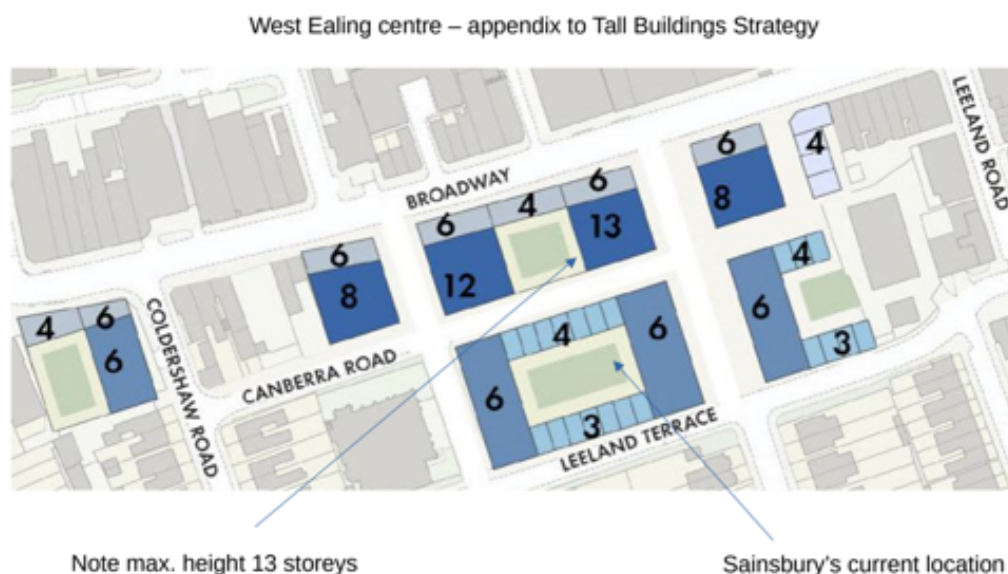 West Ealing centre – appendix to Tall Buildings Strategy
LEELAND ROAD
BROADWAY
6
4
6
4
6
13
8
6
12
6
8
4
6
4
6
6
COLDERSHAW ROAD
CANBERRA ROAD
4
6
6
3
3
LEELAND TERRACE
Note max. height 13 storeys
Sainsbury's current location